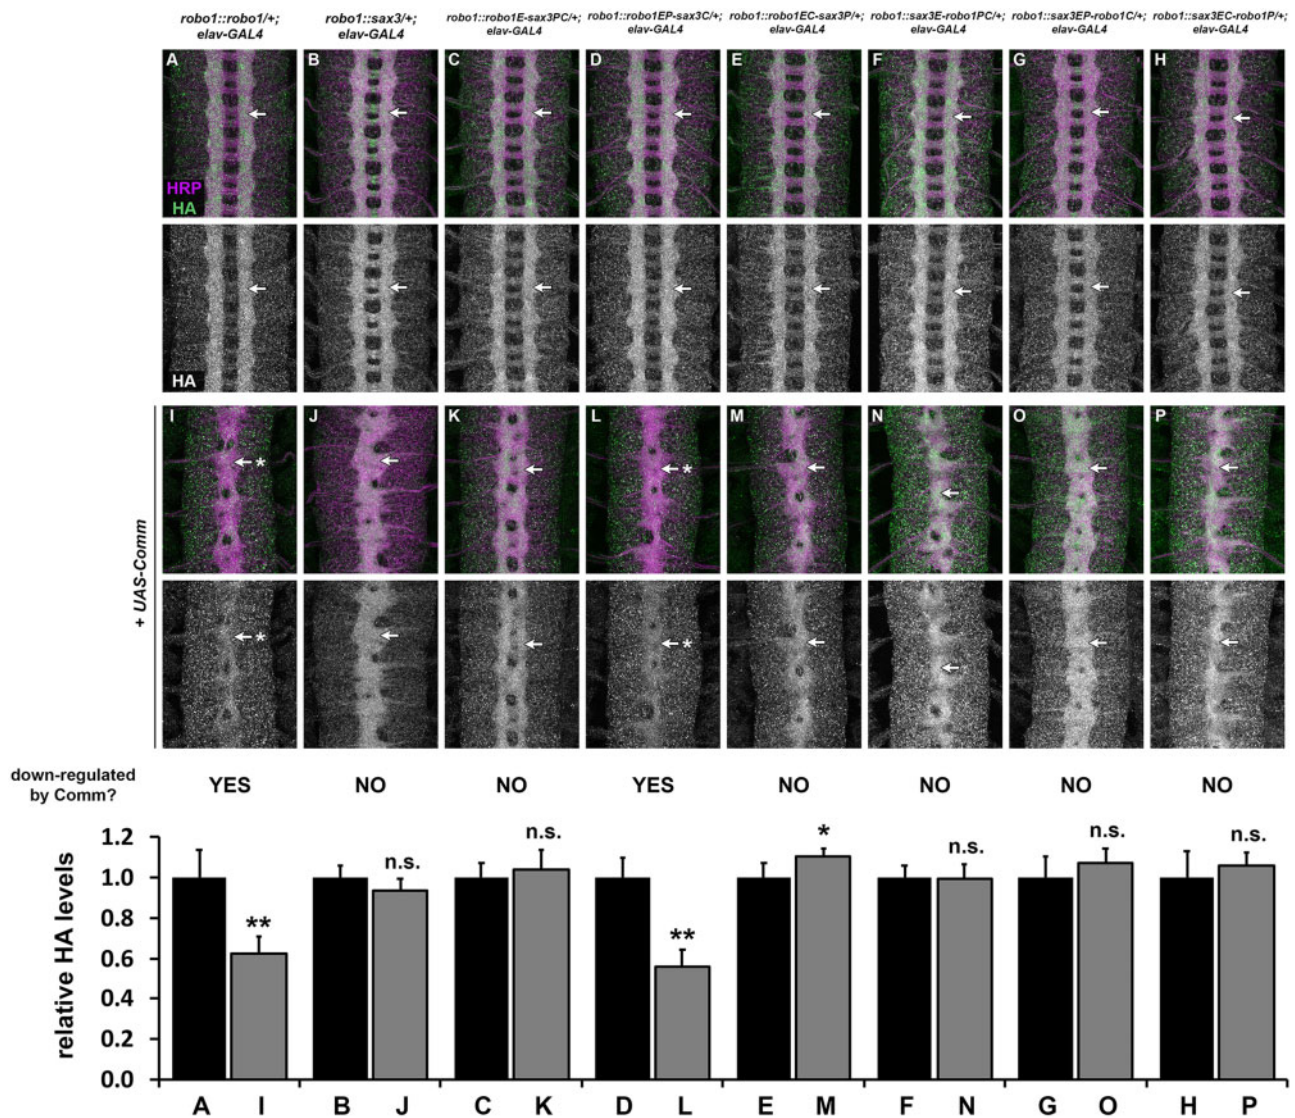 robo1::robo1/+;
elav-GAL4
robo1::sax3/+;
elav-GAL4
robo1::robo1E-sax3PC/+;
elav-GAL4
robo1::robo1EP-sax3C/+;
elav-GAL4
robo1::robo1EC-sax3P/+;
elav-GAL4
robo1::sax3E-robo1PC/+;
elav-GAL4
robo1::sax3EP-robo1C/+;
elav-GAL4
robo1::sax3EC-robo1P/+;
elav-GAL4
A B C D E F G H
HRP
HA
HA
+ UAS-Comm
I * J K L * M N O P
* *
down-regulated
by Comm?
YES NO NO YES NO NO NO NO
relative HA levels
1.2
1.0
0.8
0.6
0.4
0.2
0.0
** n.s. n.s. ** * n.s. n.s. n.s.
A I B J C K D L E M F N G O H P